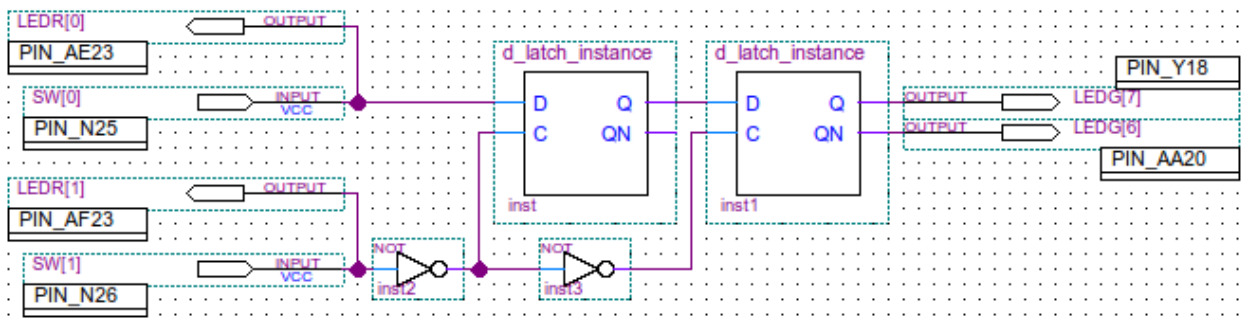 LEDR[0]
OUTPUT
PIN_AE23
SW[0]
INPUT
VCC
PIN_N25
LEDR[1]
OUTPUT
PIN_AF23
SW[1]
INPUT
VCC
PIN_N26
NOT
inst2
NOT
inst3
d_latch_instance
D
Q
C
QN
inst
d_latch_instance
D
Q
C
QN
inst1
PIN_Y18
OUTPUT
LEDG[7]
OUTPUT
LEDG[6]
PIN_AA20